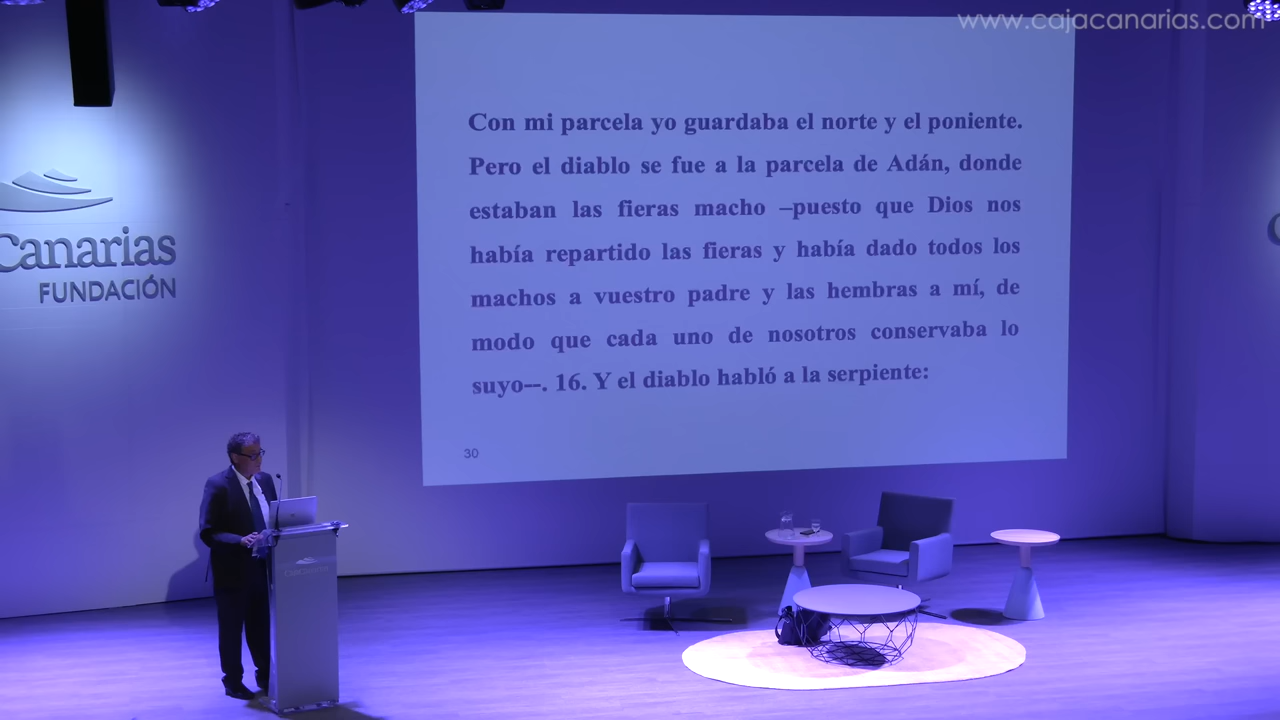 www.cajacanarias.com
Canarias
FUNDACIÓN
Con mi parcela yo guardaba el norte y el poniente.
Pero el diablo se fue a la parcela de Adán, donde
estaban las fieras macho –puesto que Dios nos
había repartido las fieras y había dado todos los
machos a vuestro padre y las hembras a mí, de
modo que cada uno de nosotros conservaba lo
suyo–-. 16. Y el diablo habló a la serpiente:
30